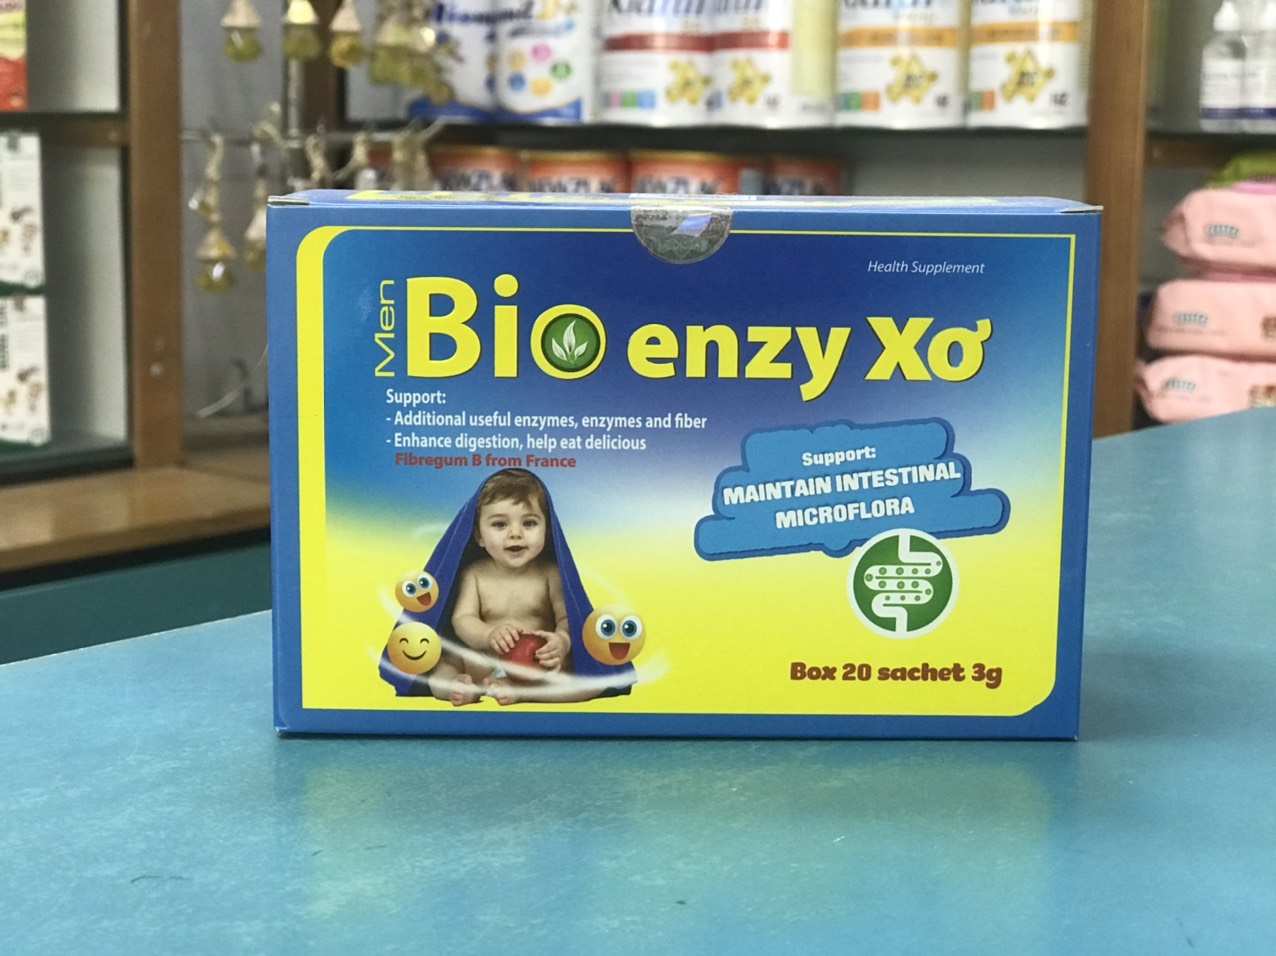 Health Supplement
Men Bio enzy Xơ
Support:
- Additional useful enzymes, enzymes and fiber
- Enhance digestion, help eat delicious
Fibregum B from France
Support:
MAINTAIN INTESTINAL
MICROFLORA
Box 20 sachet 3g